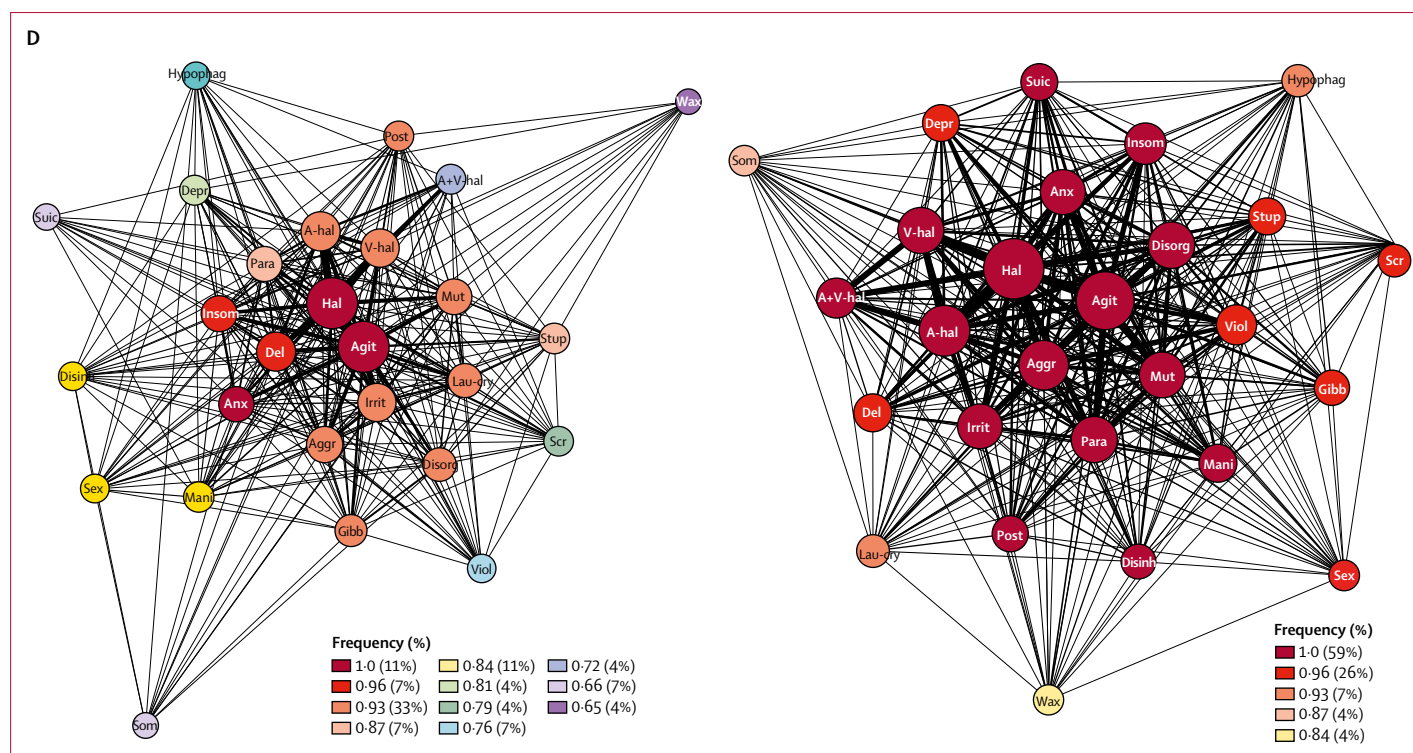 D
Hypophag
Wax
Post
A+V-hal
Depr
Suic
A-hal
V-hal
Para
Mut
Hal
Insom
Stup
Agit
Del
Disinh
Lau-cry
Anx
Irrit
Scr
Aggr
Disorg
Sex
Mani
Gibb
Viol
Som
Frequency (%)
1·0 (11%)
0·96 (7%)
0·93 (33%)
0·87 (7%)
0·84 (11%)
0·81 (4%)
0·79 (4%)
0·76 (7%)
0·72 (4%)
0·66 (7%)
0·65 (4%)
Suic
Hypophag
Depr
Insom
Som
Anx
Stup
V-hal
Disorg
Scr
Hal
A+V-hal
Agit
A-hal
Viol
Aggr
Mut
Gibb
Del
Irrit
Para
Mani
Post
Lau-cry
Disinh
Sex
Wax
Frequency (%)
1·0 (59%)
0·96 (26%)
0·93 (7%)
0·87 (4%)
0·84 (4%)